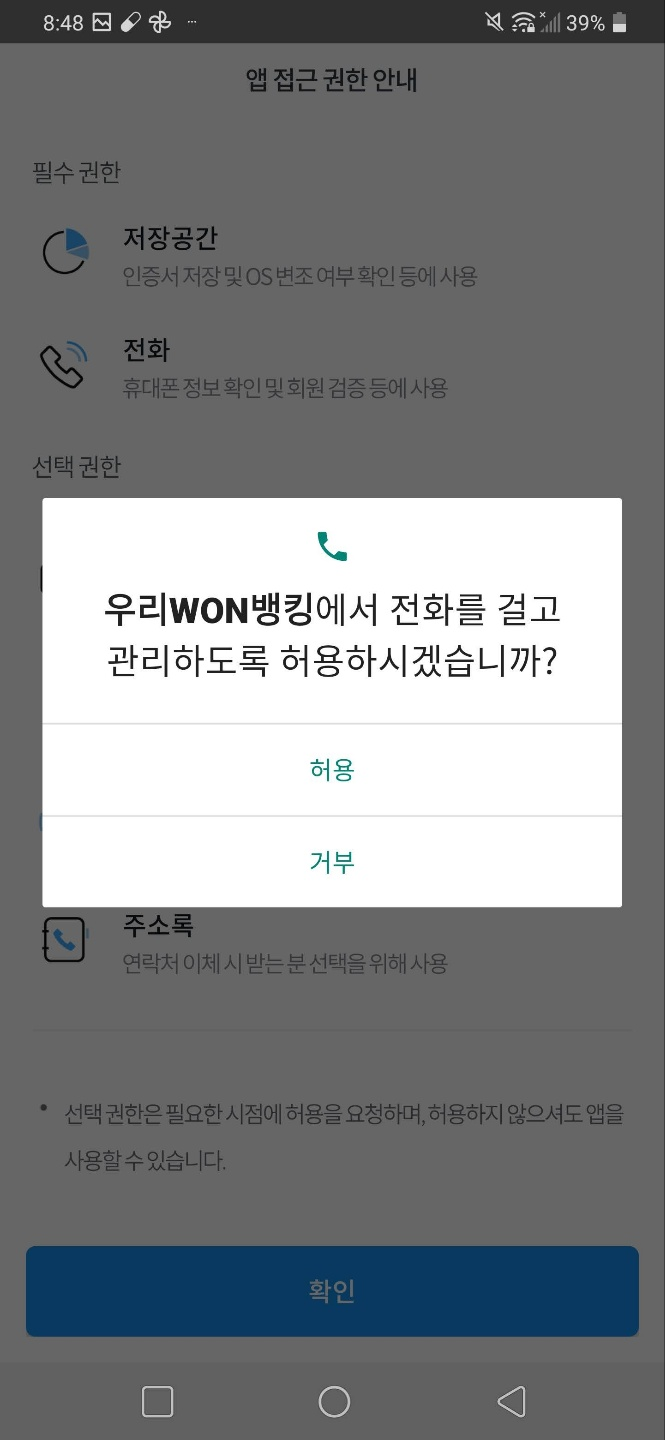 8:48
39%
앱 접근 권한 안내
필수 권한
저장공간
인증서 저장 및 OS 변조 여부 확인 등에 사용
전화
휴대폰 정보 확인 및 회원 검증 등에 사용
선택 권한
우리WON뱅킹에서 전화를 걸고
관리하도록 허용하시겠습니까?
허용
거부
주소록
연락처 이체 시 받는 분 선택을 위해 사용
• 선택 권한은 필요한 시점에 허용을 요청하며, 허용하지 않으셔도 앱을
사용할 수 있습니다.
확인